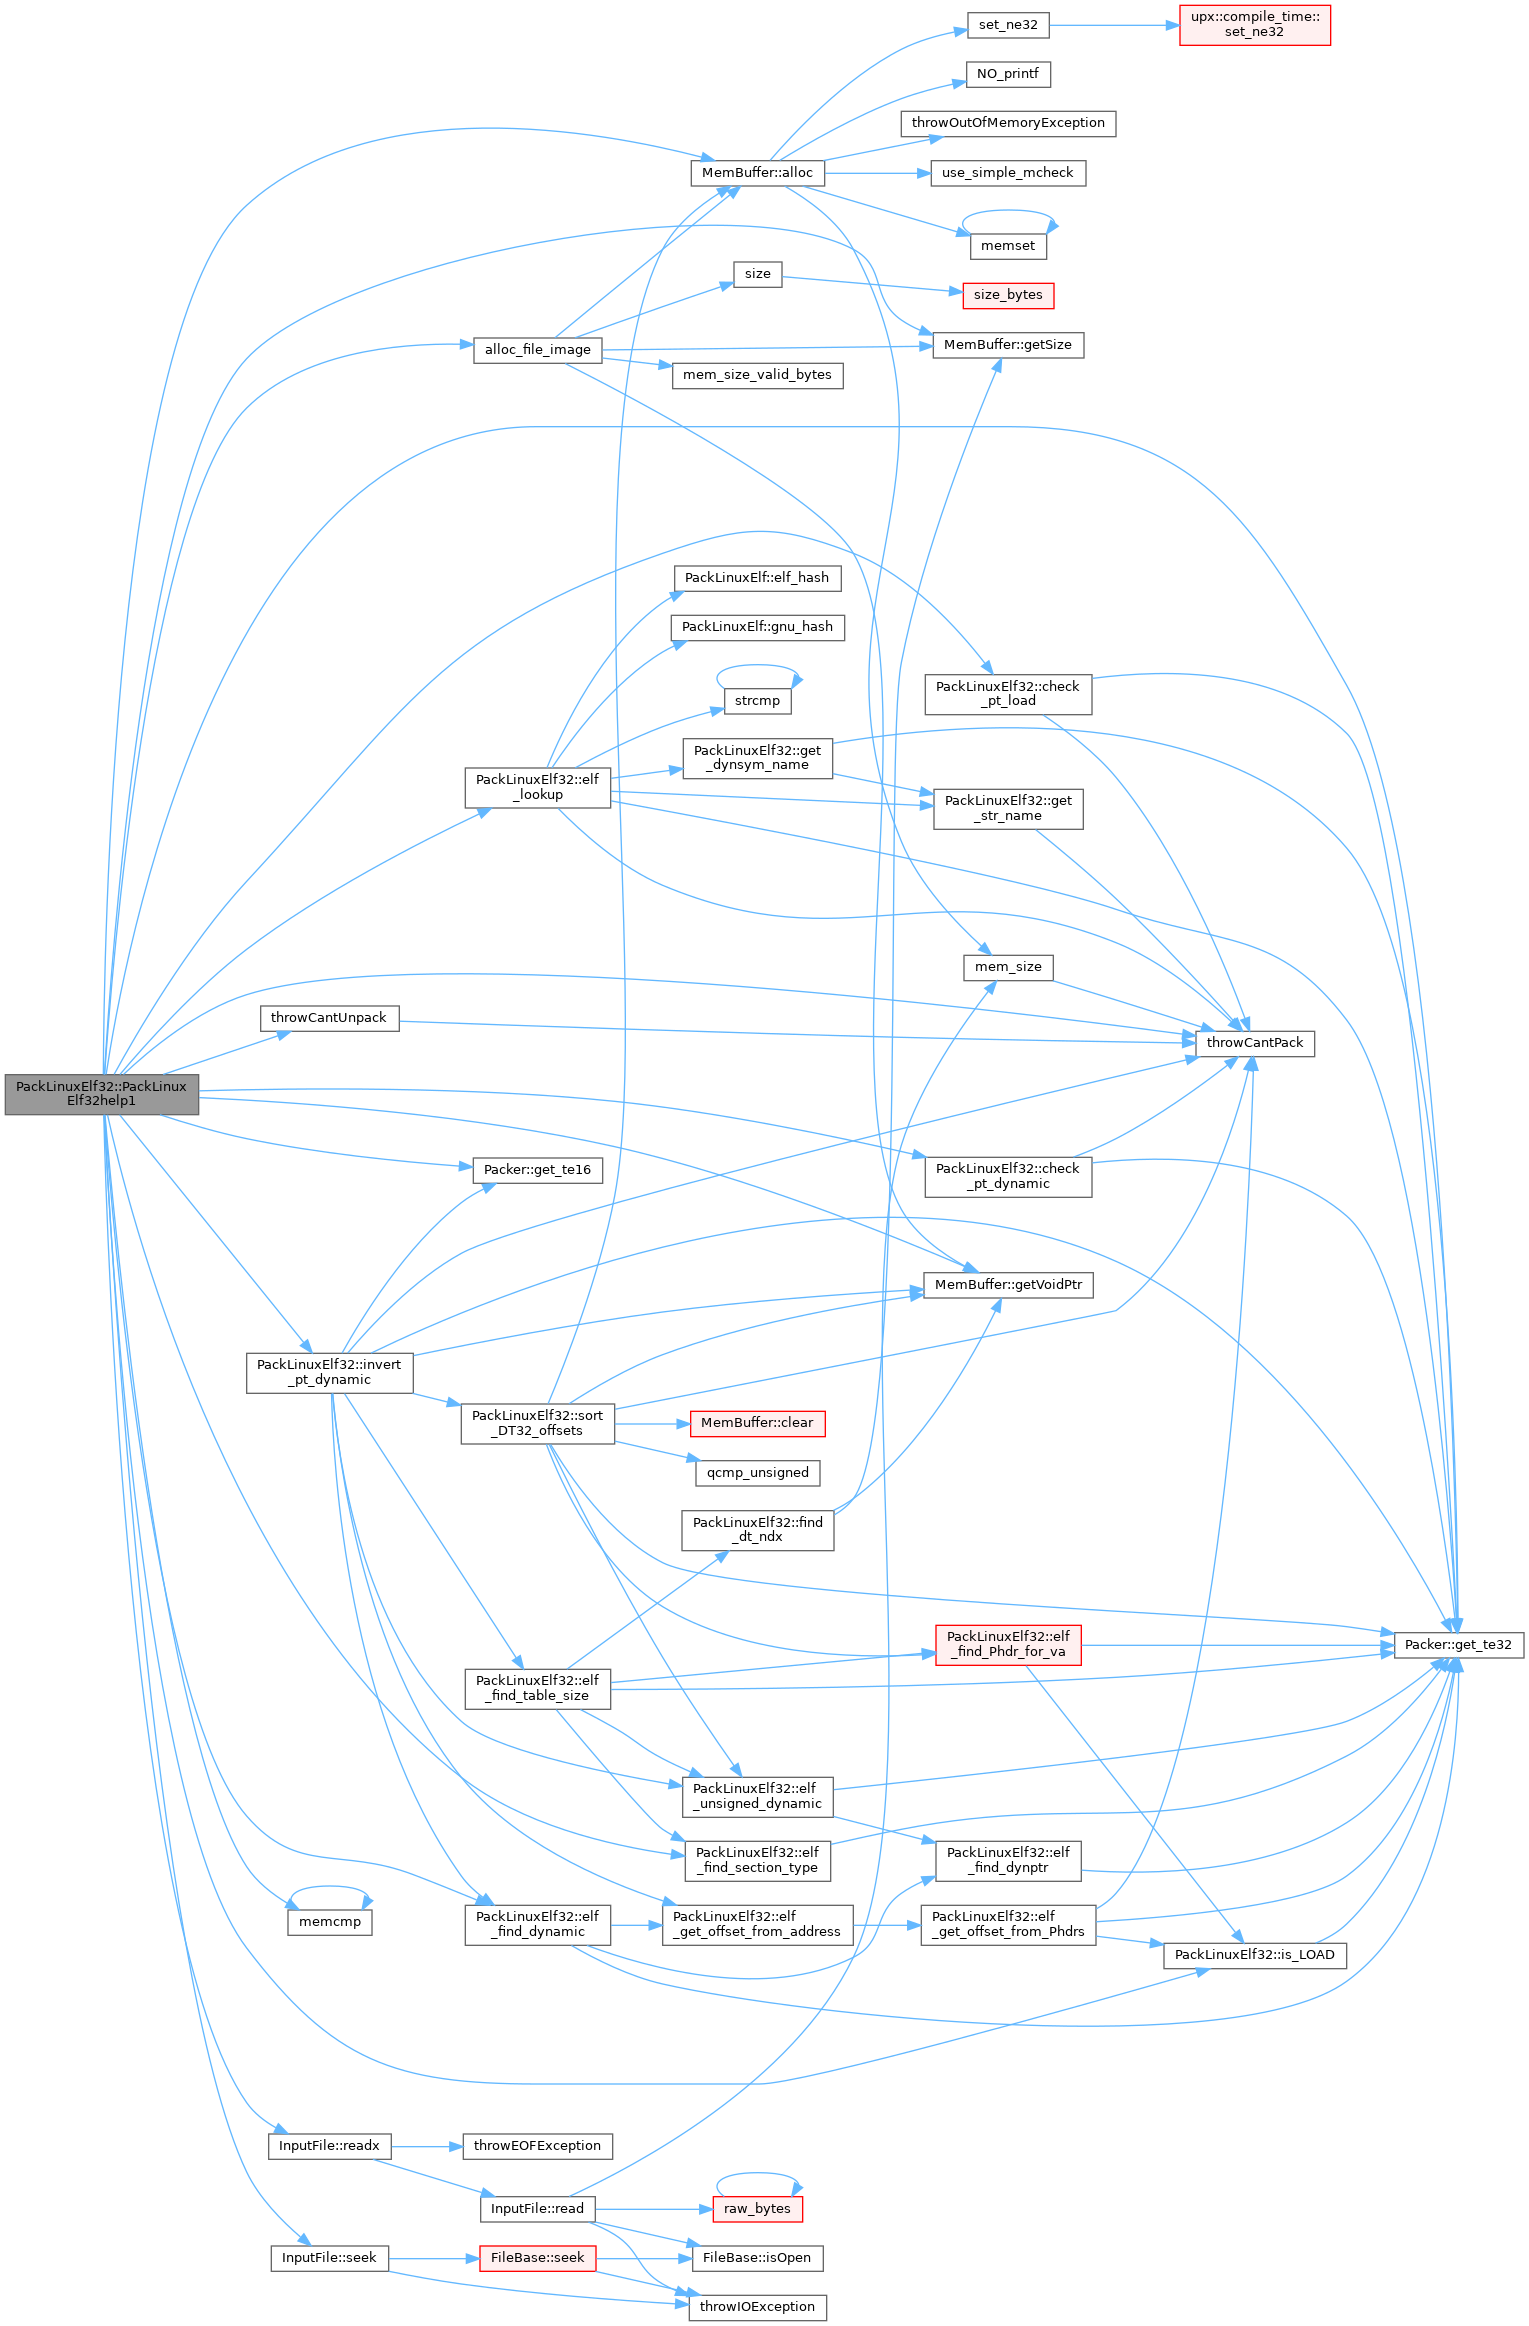 set_ne32
upx::compile_time::
set_ne32
NO_printf
throwOutOfMemoryException
MemBuffer::alloc
use_simple_mcheck
memset
size
size_bytes
alloc_file_image
MemBuffer::getSize
mem_size_valid_bytes
PackLinuxElf::elf_hash
PackLinuxElf::gnu_hash
strcmp
PackLinuxElf32::check
_pt_load
PackLinuxElf32::get
_dynsym_name
PackLinuxElf32::elf
_lookup
PackLinuxElf32::get
_str_name
mem_size
throwCantUnpack
throwCantPack
PackLinuxElf32::PackLinux
Elf32help1
Packer::get_te16
PackLinuxElf32::check
_pt_dynamic
MemBuffer::getVoidPtr
PackLinuxElf32::invert
_pt_dynamic
PackLinuxElf32::sort
_DT32_offsets
MemBuffer::clear
qcmp_unsigned
PackLinuxElf32::find
_dt_ndx
PackLinuxElf32::elf
_find_Phdr_for_va
Packer::get_te32
PackLinuxElf32::elf
_find_table_size
PackLinuxElf32::elf
_unsigned_dynamic
PackLinuxElf32::elf
_find_section_type
PackLinuxElf32::elf
_find_dynptr
memcmp
PackLinuxElf32::elf
_find_dynamic
PackLinuxElf32::elf
_get_offset_from_address
PackLinuxElf32::elf
_get_offset_from_Phdrs
PackLinuxElf32::is_LOAD
InputFile::readx
throwEOFException
InputFile::read
raw_bytes
InputFile::seek
FileBase::seek
FileBase::isOpen
throwIOException